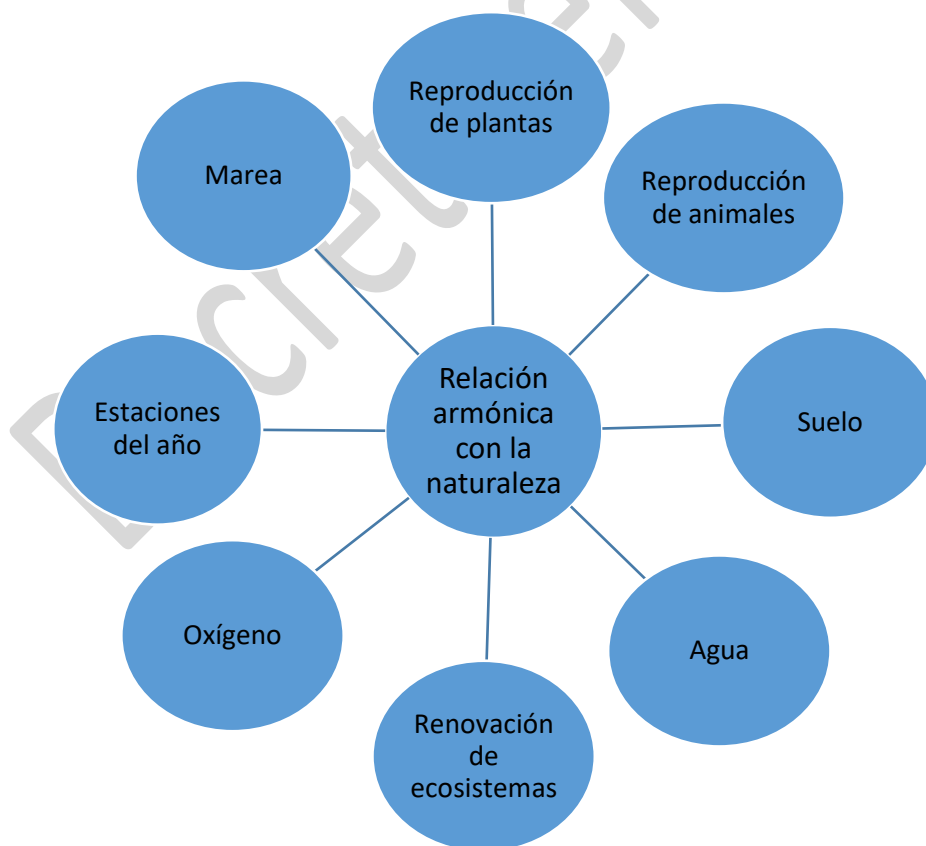 Reproducción
de plantas
Reproducción
de animales
Suelo
Agua
Renovación
de
ecosistemas
Oxígeno
Estaciones
del año
Marea
Relación
armónica
con la
naturaleza